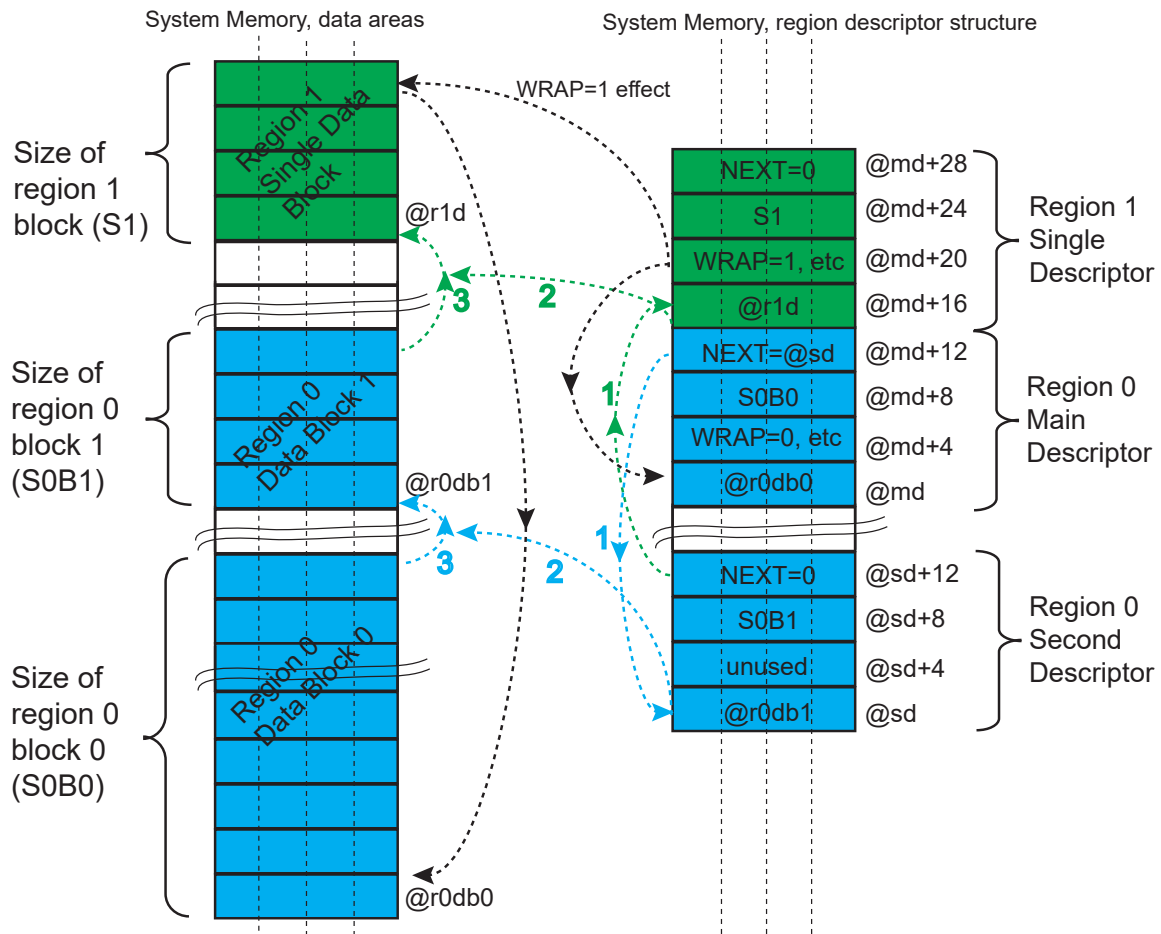 System Memory, data areas
System Memory, region descriptor structure
WRAP=1 effect
Size of
region 1
block (S1)
Region 1
Single Data
Block
@r1d
3
2
Size of
region 0
block 1
(S0B1)
Region 0
Data Block 1
@r0db1
3
2
Size of
region 0
block 0
(S0B0)
Region 0
Data Block 0
@r0db0
1
1
NEXT=0
@md+28
S1
@md+24
WRAP=1, etc
@md+20
@r1d
@md+16
Region 1
Single
Descriptor
NEXT=@sd
@md+12
S0B0
@md+8
WRAP=0, etc
@md+4
@r0db0
@md
Region 0
Main
Descriptor
NEXT=0
@sd+12
S0B1
@sd+8
unused
@sd+4
@r0db1
@sd
Region 0
Second
Descriptor